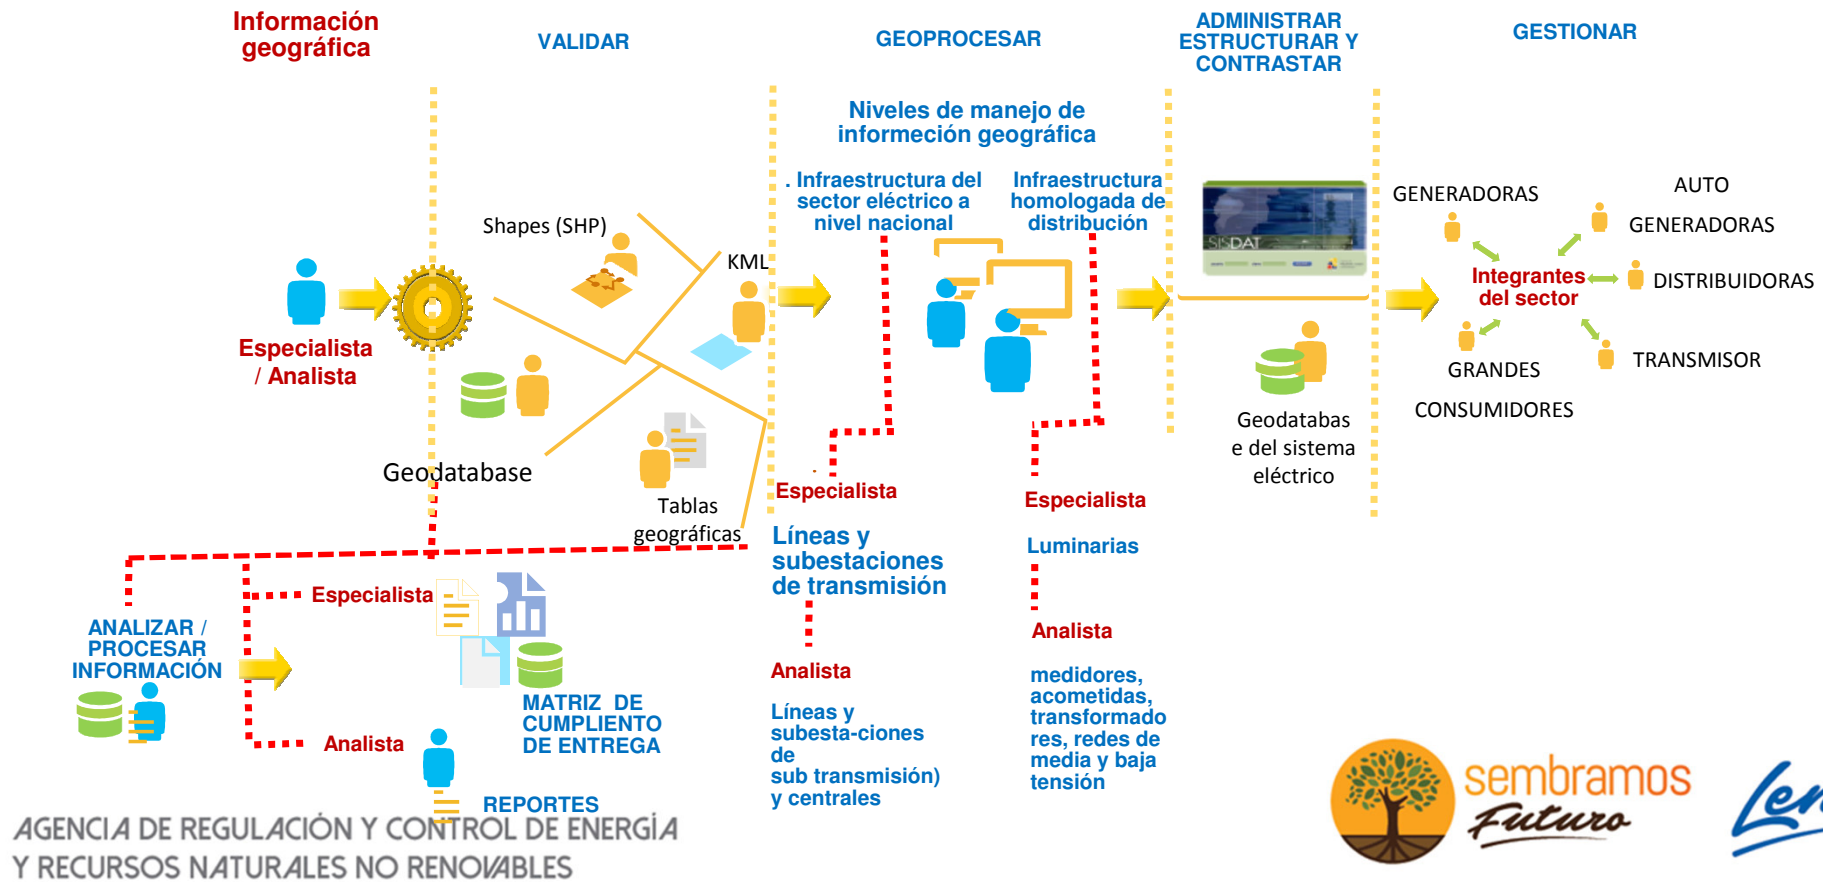 Información
geográfica
VALIDAR
GEOPROCESAR
ADMINISTRAR
ESTRUCTURAR Y
CONTRASTAR
GESTIONAR
Niveles de manejo de
informeción geográfica
. Infraestructura del
sector eléctrico a
nivel nacional
Infraestructura
homologada de
distribución
Shapes (SHP)
KML
Especialista
/ Analista
Geodatabase
Tablas
geográficas
SISDAT
Geodatabas
e del sistema
eléctrico
GENERADORAS
AUTO
GENERADORAS
Integrantes
del sector
DISTRIBUIDORAS
GRANDES
CONSUMIDORES
TRANSMISOR
Especialista
Líneas y
subestaciones
de transmisión
Analista
Líneas y
subesta-ciones
de
sub transmisión)
y centrales
Especialista
Luminarias
Analista
medidores,
acometidas,
transformado
res, redes de
media y baja
tensión
ANALIZAR /
PROCESAR
INFORMACIÓN
Especialista
MATRIZ DE
CUMPLIENTO
DE ENTREGA
Analista
REPORTES
AGENCIA DE REGULACIÓN Y CONTROL DE ENERGÍA
Y RECURSOS NATURALES NO RENOVABLES
sembramos
Futuro
Len